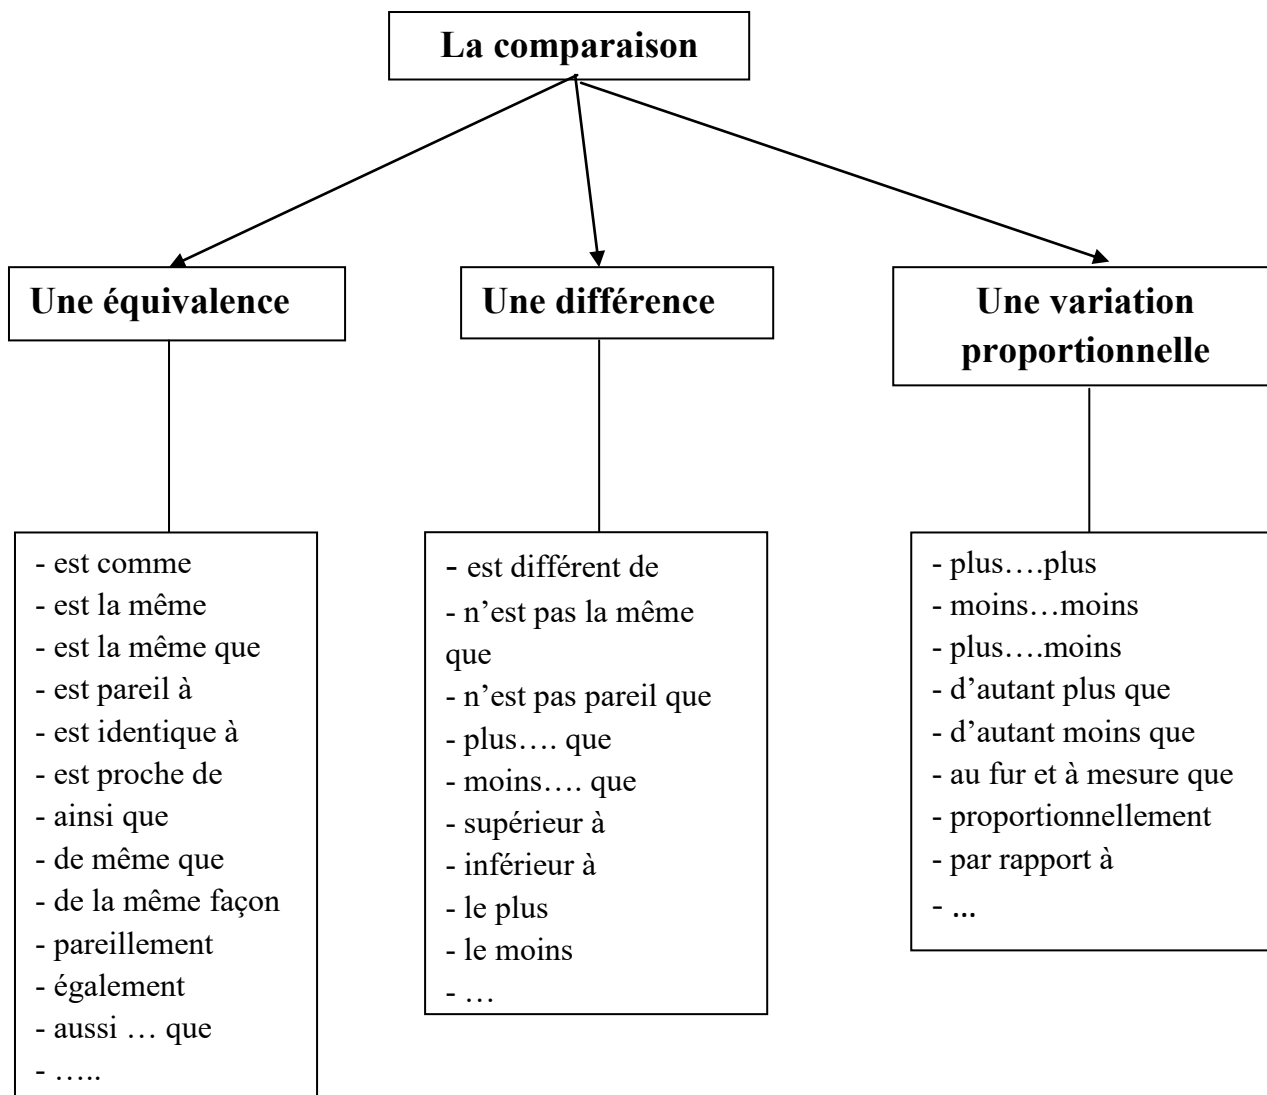 La comparaison
Une équivalence
Une différence
Une variation
proportionnelle
- est comme
- est la même
- est la même que
- est pareil à
- est identique à
- est proche de
- ainsi que
- de même que
- de la même façon
- pareillement
- également
- aussi … que
- …..
- est différent de
- n’est pas la même
que
- n’est pas pareil que
- plus…. que
- moins…. que
- supérieur à
- inférieur à
- le plus
- le moins
- …
- plus….plus
- moins…moins
- plus….moins
- d’autant plus que
- d’autant moins que
- au fur et à mesure que
- proportionnellement
- par rapport à
- …